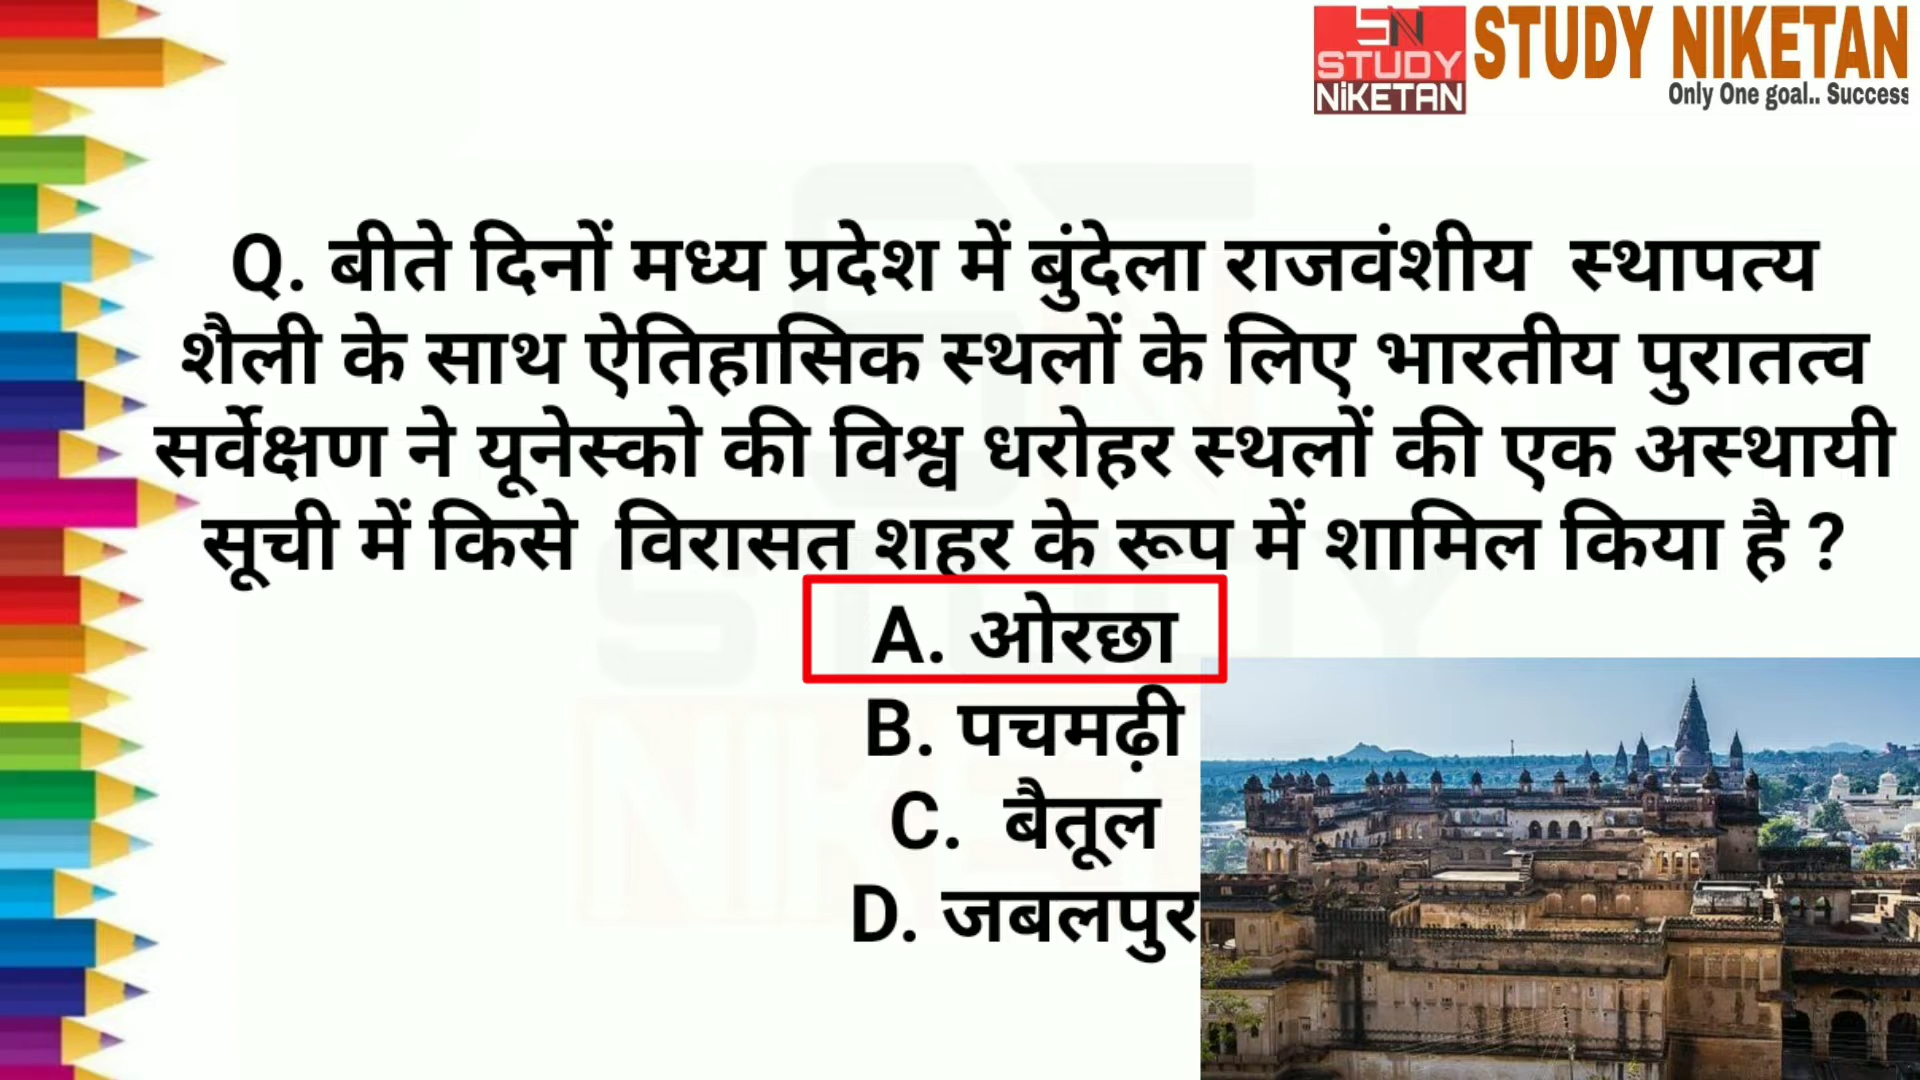 SN
STUDY
NiKETAN
STUDY NIKETAN
Only One goal.. Success
Q. बीते दिनों मध्य प्रदेश में बुंदेला राजवंशीय स्थापत्य
शैली के साथ ऐतिहासिक स्थलों के लिए भारतीय पुरातत्व
सर्वेक्षण ने यूनेस्को की विश्व धरोहर स्थलों की एक अस्थायी
सूची में किसे विरासत शहर के रूप में शामिल किया है ?
A. ओरछा
B. पचमढ़ी
C. बैतूल
D. जबलपुर